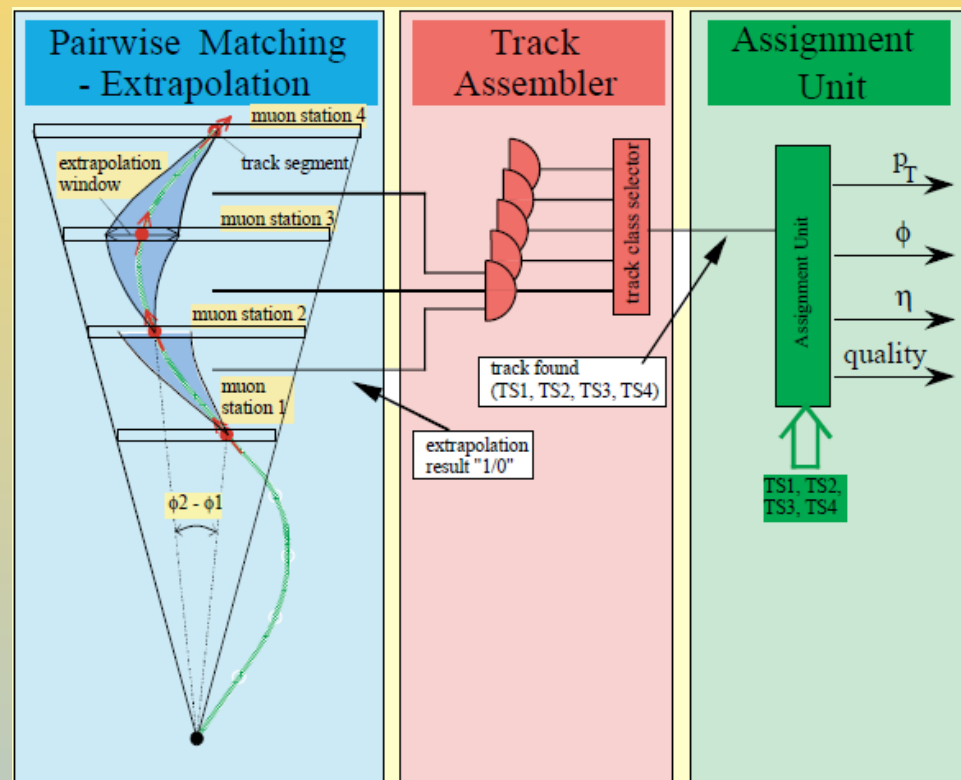 Pairwise Matching
- Extrapolation
muon station 4
extrapolation
window
track segment
muon station 3
muon station 2
muon
station 1
ϕ2 - ϕ1
Track
Assembler
track class selector
track found
(TS1, TS2, TS3, TS4)
extrapolation
result "1/0"
Assignment
Unit
Assignment Unit
pT
ϕ
η
quality
TS1, TS2,
TS3, TS4